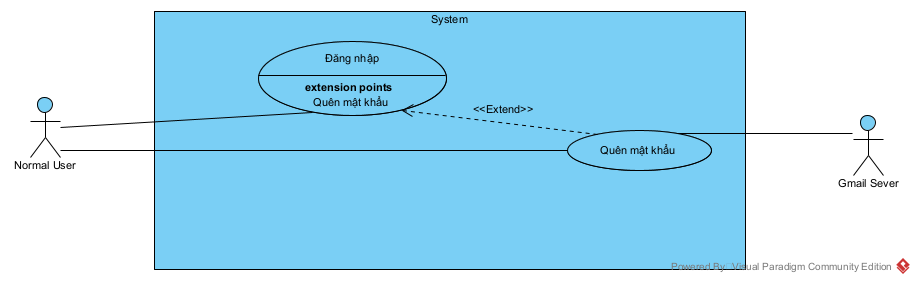 System
Đăng nhập
extension points
Quên mật khẩu
<<Extend>>
Quên mật khẩu
Normal User
Gmail Sever
Powered By: Visual Paradigm Community Edition